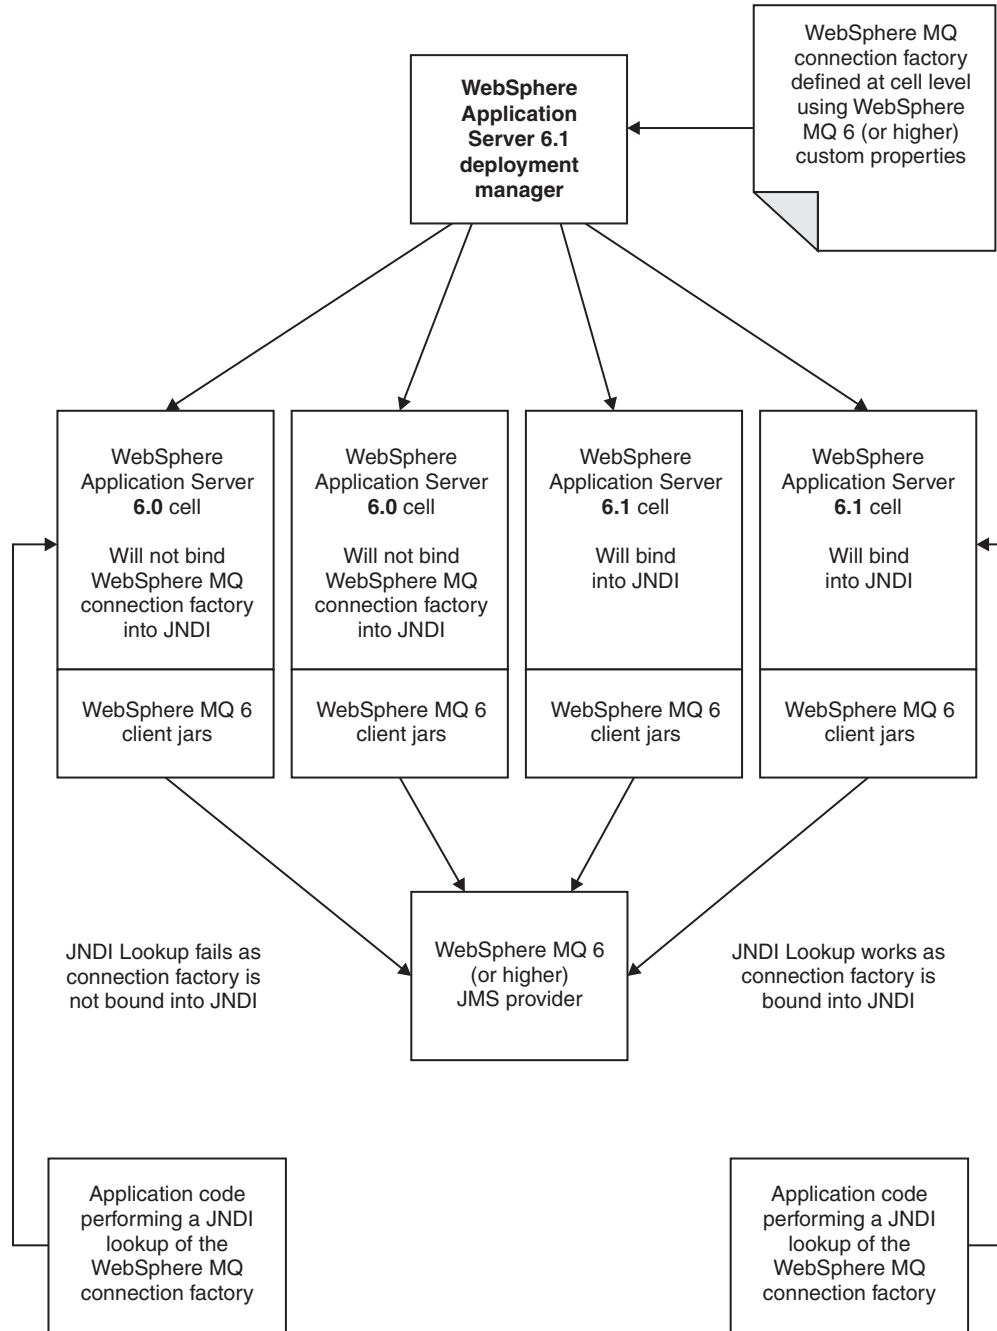 WebSphere MQ
connection factory
defined at cell level
using WebSphere
MQ 6 (or higher)
custom properties
WebSphere
Application
Server 6.1
deployment
manager
WebSphere
Application Server
6.0 cell
Will not bind
WebSphere MQ
connection factory
into JNDI
WebSphere MQ 6
client jars
WebSphere
Application Server
6.0 cell
Will not bind
WebSphere MQ
connection factory
into JNDI
WebSphere MQ 6
client jars
WebSphere
Application Server
6.1 cell
Will bind
into JNDI
WebSphere MQ 6
client jars
WebSphere
Application Server
6.1 cell
Will bind
into JNDI
WebSphere MQ 6
client jars
JNDI Lookup fails as
connection factory is
not bound into JNDI
WebSphere MQ 6
(or higher)
JMS provider
JNDI Lookup works as
connection factory is
bound into JNDI
Application code
performing a JNDI
lookup of the
WebSphere MQ
connection factory
Application code
performing a JNDI
lookup of the
WebSphere MQ
connection factory